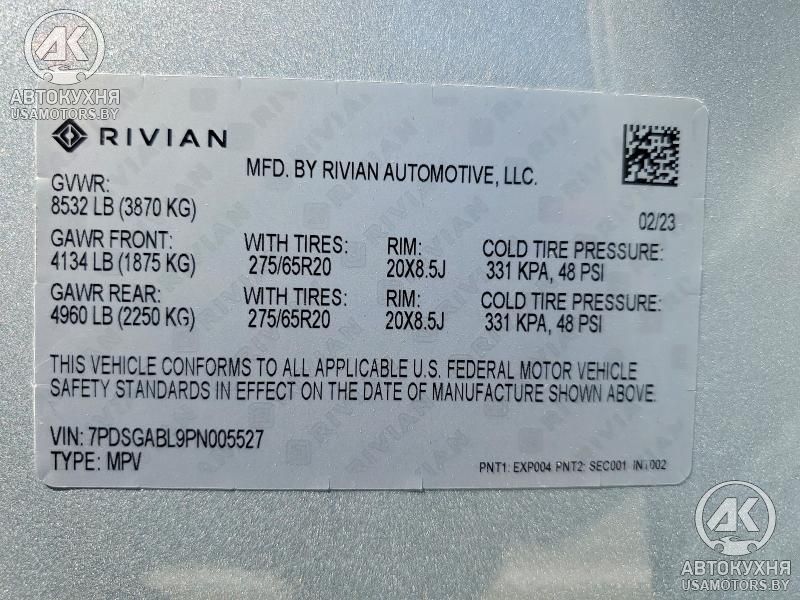 АВТОКУХНЯ
USAMOTORS.BY
RIVIAN
MFD. BY RIVIAN AUTOMOTIVE, LLC.
GVWR:
8532 LB (3870 KG)
02/23
GAWR FRONT: WITH TIRES: RIM: COLD TIRE PRESSURE:
4134 LB (1875 KG) 275/65R20 20X8.5J 331 KPA, 48 PSI
GAWR REAR: WITH TIRES: RIM: COLD TIRE PRESSURE:
4960 LB (2250 KG) 275/65R20 20X8.5J 331 KPA, 48 PSI
THIS VEHICLE CONFORMS TO ALL APPLICABLE U.S. FEDERAL MOTOR VEHICLE
SAFETY STANDARDS IN EFFECT ON THE DATE OF MANUFACTURE SHOWN ABOVE.
VIN: 7PDSGABL9PN005527
TYPE: MPV
PNT1: EXP004 PNT2: SEC001 INT002
АК
АВТОКУХНЯ
USAMOTORS.BY